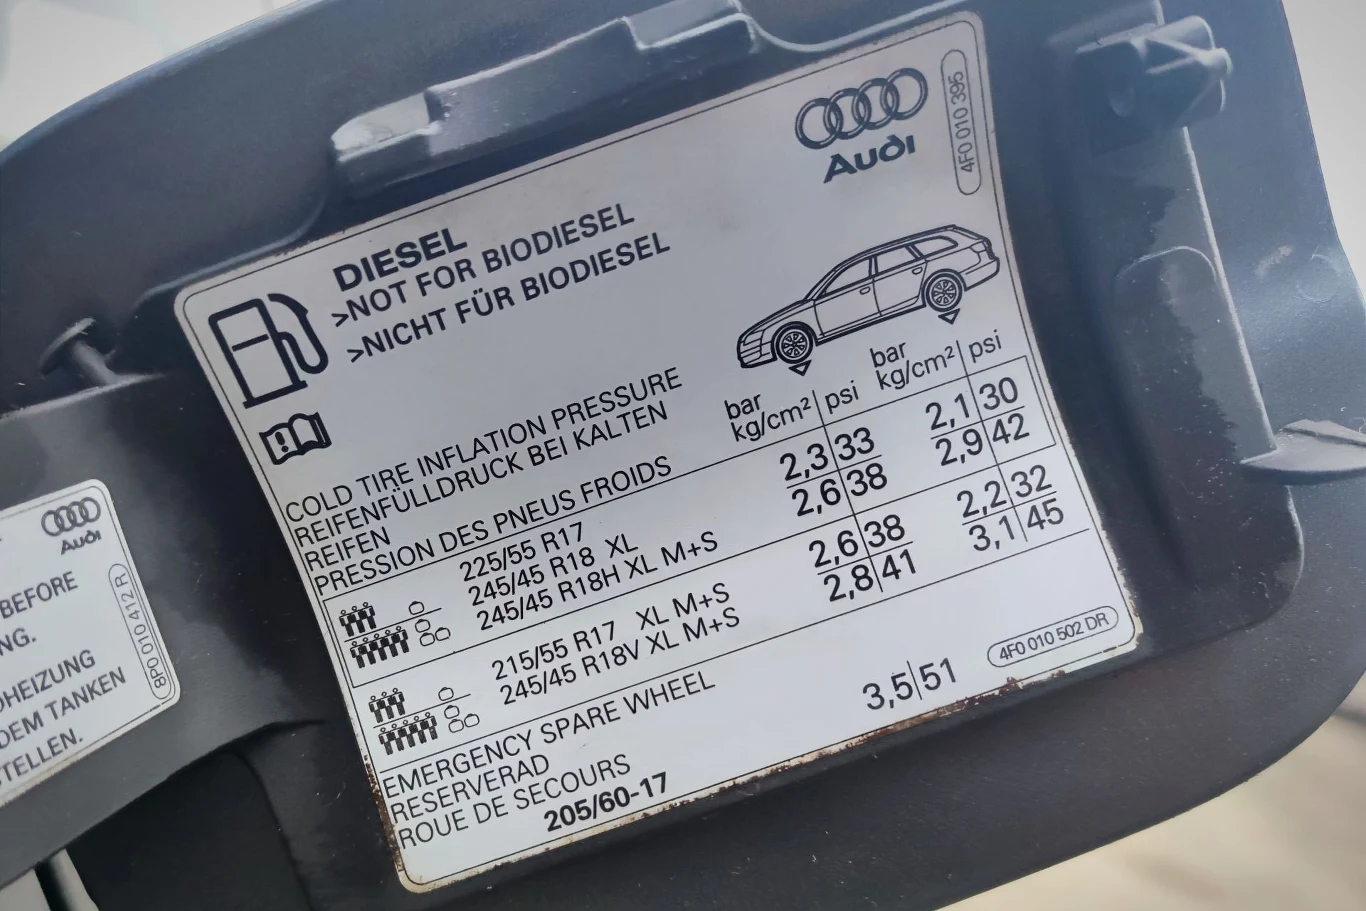 Audi
4F0 010 395
DIESEL
>NOT FOR BIODIESEL
>NICHT FÜR BIODIESEL
COLD TIRE INFLATION PRESSURE
REIFENFÜLLDRUCK BEI KALTEN
REIFEN
PRESSION DES PNEUS FROIDS
bar
kg/cm² psi
bar
kg/cm² psi
225/55 R17
245/45 R18 XL
245/45 R18H XL M+S
2,3 33 2,1 30
2,6 38 2,9 42
215/55 R17 XL M+S
245/45 R18V XL M+S
2,6 38 2,2 32
2,8 41 3,1 45
EMERGENCY SPARE WHEEL
RESERVERAD
ROUE DE SECOURS
205/60-17
3,5 51
4F0 010 502 DR
Audi
BEFORE
NG.
OHEIZUNG
DEM TANKEN
TELLEN.
8P0 010 412 R